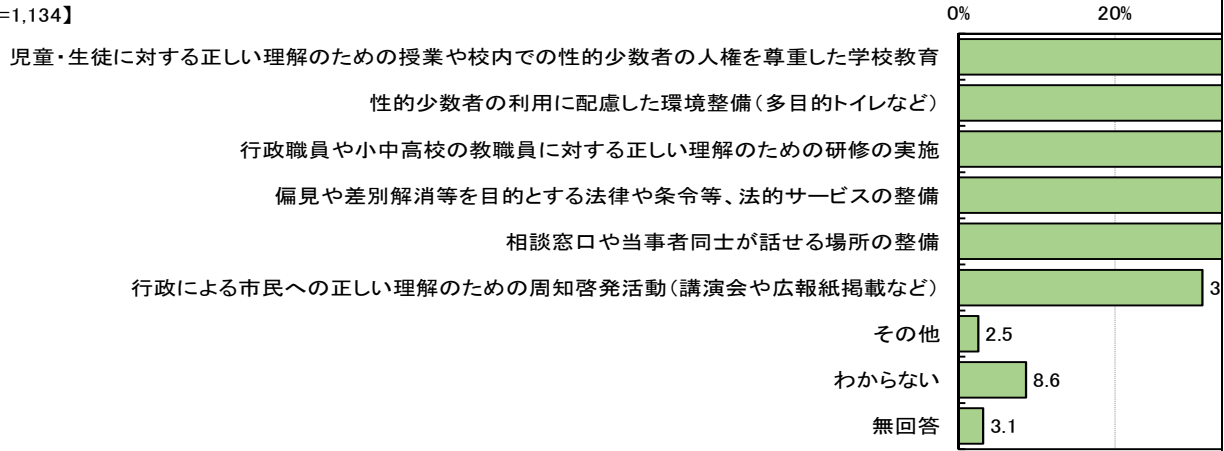 =1,134】
0% 20%
児童・生徒に対する正しい理解のための授業や校内での性的少数者の人権を尊重した学校教育
性的少数者の利用に配慮した環境整備（多目的トイレなど）
行政職員や小中高校の教職員に対する正しい理解のための研修の実施
偏見や差別解消等を目的とする法律や条令等、法的サービスの整備
相談窓口や当事者同士が話せる場所の整備
行政による市民への正しい理解のための周知啓発活動（講演会や広報紙掲載など） 3
その他 2.5
わからない 8.6
無回答 3.1